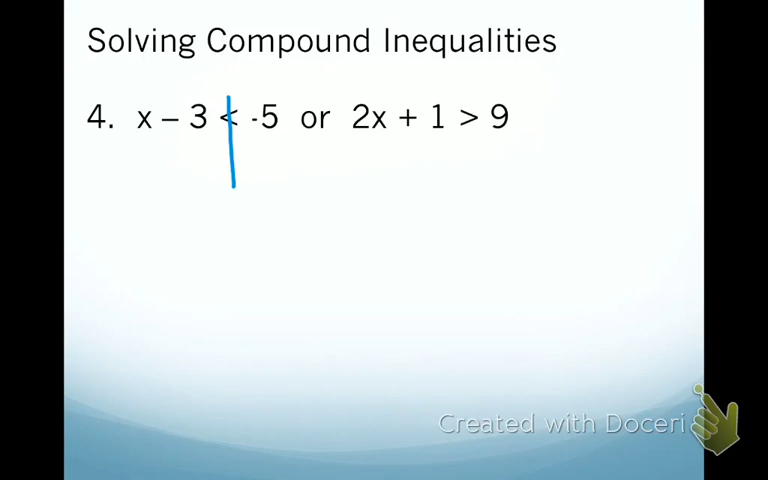 Solving Compound Inequalities
4. x – 3 < -5 or 2x + 1 > 9
Created with Doceri